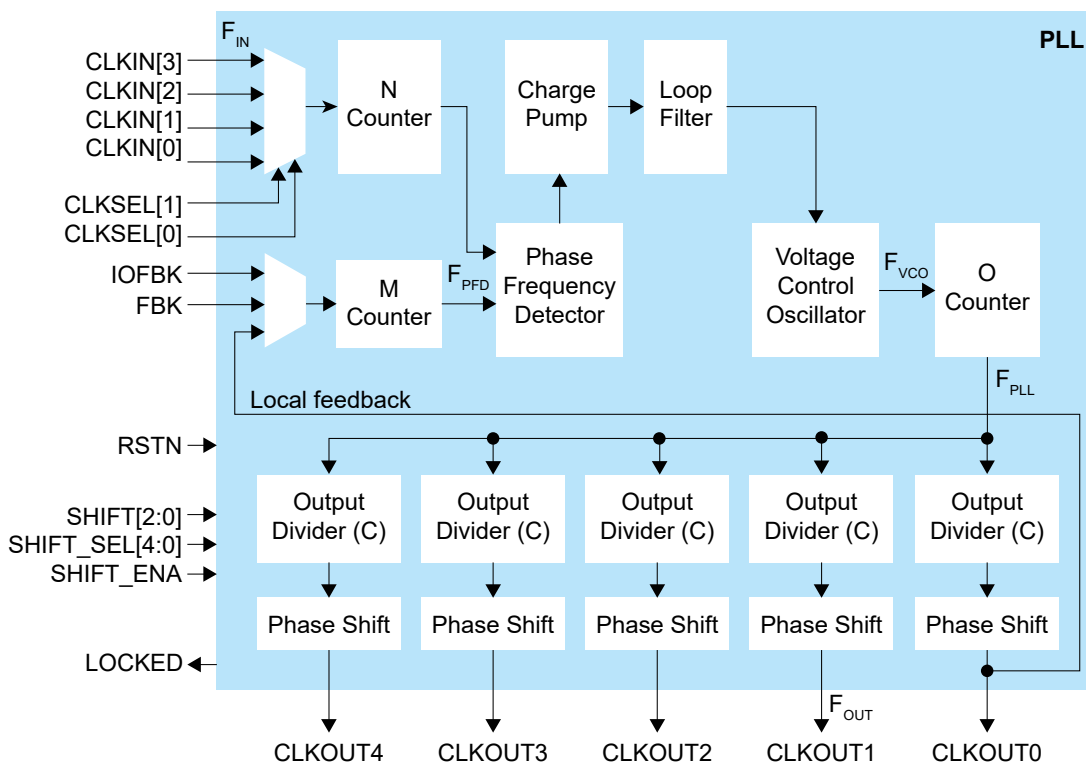 PLL
F_IN
CLKIN[3]
CLKIN[2]
CLKIN[1]
CLKIN[0]
CLKSEL[1]
CLKSEL[0]
N
Counter
Charge
Pump
Loop
Filter
IOFBK
FBK
M
Counter
F_PFD
Phase
Frequency
Detector
Voltage
Control
Oscillator
F_VCO
O
Counter
F_PLL
Local feedback
RSTN
SHIFT[2:0]
SHIFT_SEL[4:0]
SHIFT_ENA
LOCKED
Output
Divider (C)
Output
Divider (C)
Output
Divider (C)
Output
Divider (C)
Output
Divider (C)
Phase Shift
Phase Shift
Phase Shift
Phase Shift
Phase Shift
F_OUT
CLKOUT4
CLKOUT3
CLKOUT2
CLKOUT1
CLKOUT0